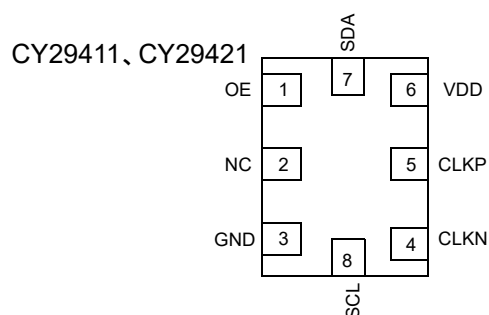 CY29411、CY29421
SDA
7
OE 1
6 VDD
NC 2
5 CLKP
GND 3
4 CLKN
8
SCL